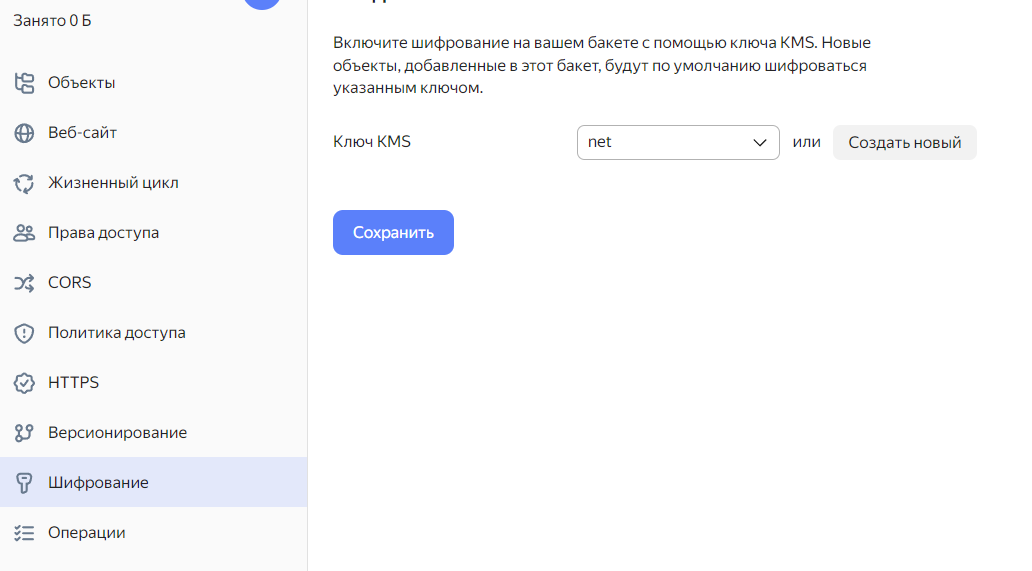 Занято 0 Б
Объекты
Веб-сайт
Жизненный цикл
Права доступа
CORS
Политика доступа
HTTPS
Версионирование
Шифрование
Операции
Включите шифрование на вашем бакете с помощью ключа KMS. Новые
объекты, добавленные в этот бакет, будут по умолчанию шифроваться
указанным ключом.
Ключ KMS
net
или
Создать новый
Сохранить